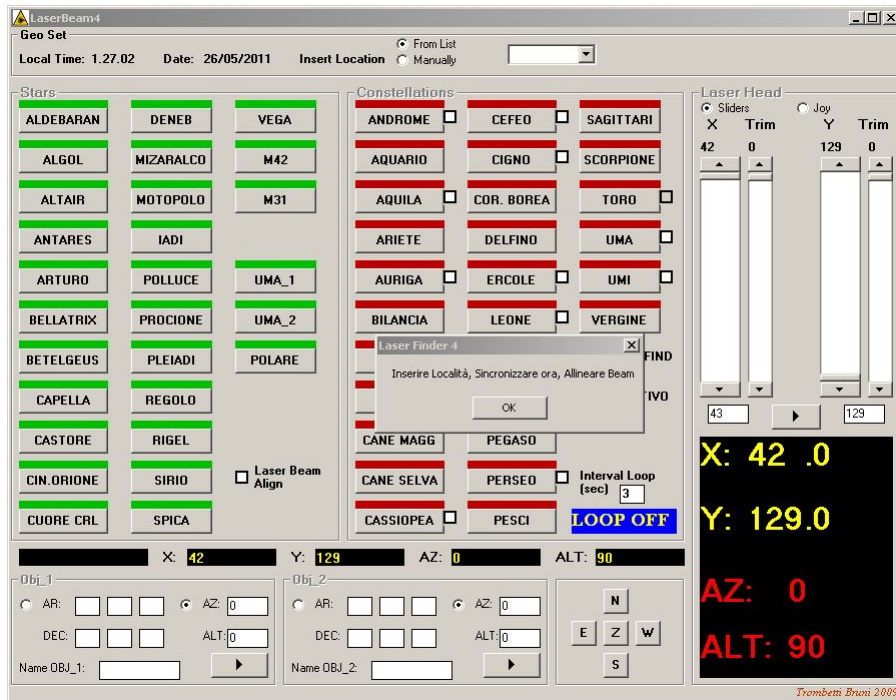 LaserBeam4
Geo Set
Local Time: 1.27.02 Date: 26/05/2011 Insert Location From List
Manually
Stars
ALDEBARAN DENEB VEGA
ALGOL MIZARALCO M42
ALTAIR MOTOPOLO M31
ANTARES IADI
ARTURO POLLUCE UMA_1
BELLATRIX PROCIONE UMA_2
BETELGEUS PLEIADI POLARE
CAPELLA REGOLO
CASTORE RIGEL
CIN.ORIONE SIRIO Laser Beam
Align
CUORE CRL SPICA
Constellations
ANDROME CEFEO SAGITTARI
AQUARIO CIGNO SCORPIONE
AQUILA COR. BOREA TORO
ARIETE DELFINO UMA
AURIGA ERCOLE UMI
BILANCIA LEONE VERGINE
FIND
TIVO
CANE MAGG PEGASO
CANE SELVA PERSEO Interval Loop
(sec) 3
CASSIOPEA PESCI LOOP OFF
Laser Finder 4
Inserire Località, Sincronizzare ora, Allineare Beam
OK
Laser Head
Sliders Joy
X Trim Y Trim
42 0 129 0
43 129
X: 42 .0
Y: 129.0
AZ: 0
ALT: 90
X: 42 Y: 129 AZ: 0 ALT: 90
Obj_1
AR: AZ: 0
DEC: ALT: 0
Name OBJ_1:
Obj_2
AR: AZ: 0
DEC: ALT: 0
Name OBJ_2:
N
E Z W
S
Trombetti Bruni 2009